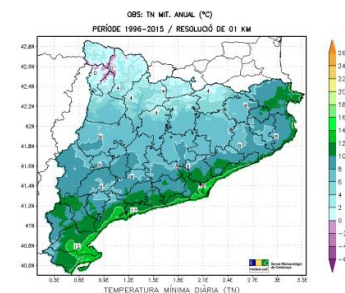 OBS: TN MIT. ANUAL (°C)
PERÍODE 1996-2015 / RESOLUCIÓ DE 01 KM
42.8N
42.6N
42.4N
42.2N
42N
41.8N
41.6N
41.4N
41.2N
41N
40.8N
40.6N
0.3E 0.6E 0.9E 1.2E 1.5E 1.8E 2.1E 2.4E 2.7E 3E 3.3E
26
24
22
20
18
16
14
12
10
8
6
4
2
0
-2
-4
-6
Servei Meteorològic
de Catalunya
TEMPERATURA MÍNIMA DIÀRIA (TN)